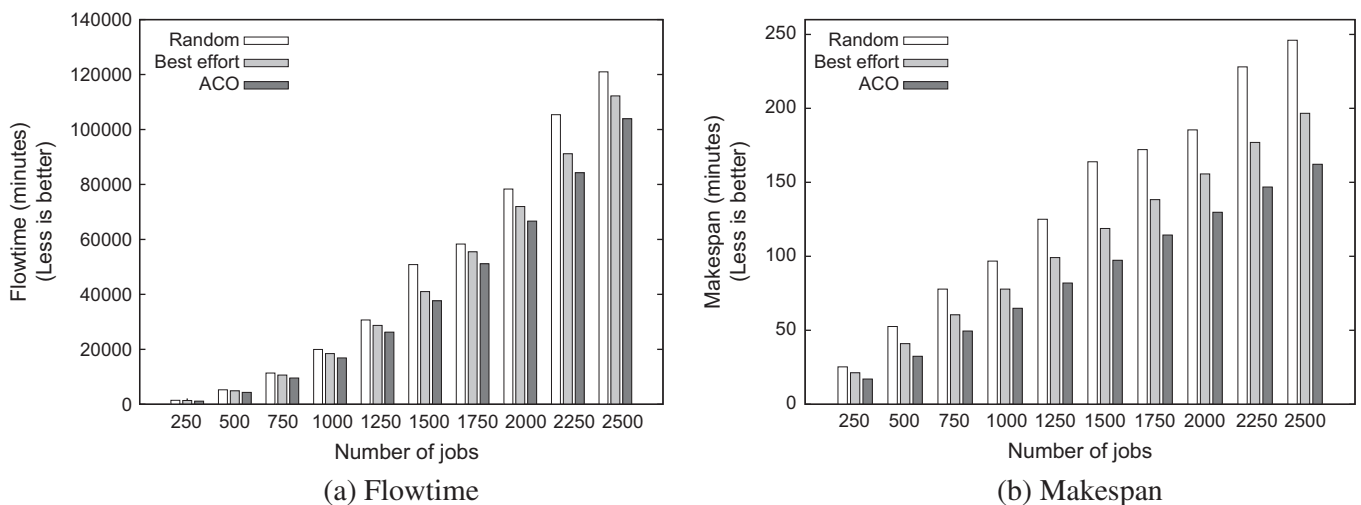 140000
120000
100000
80000
60000
40000
20000
0
Flowtime (minutes)
(Less is better)
Random
Best effort
ACO
250 500 750 1000 1250 1500 1750 2000 2250 2500
Number of jobs
(a) Flowtime
250
200
150
100
50
0
Makespan (minutes)
(Less is better)
Random
Best effort
ACO
250 500 750 1000 1250 1500 1750 2000 2250 2500
Number of jobs
(b) Makespan